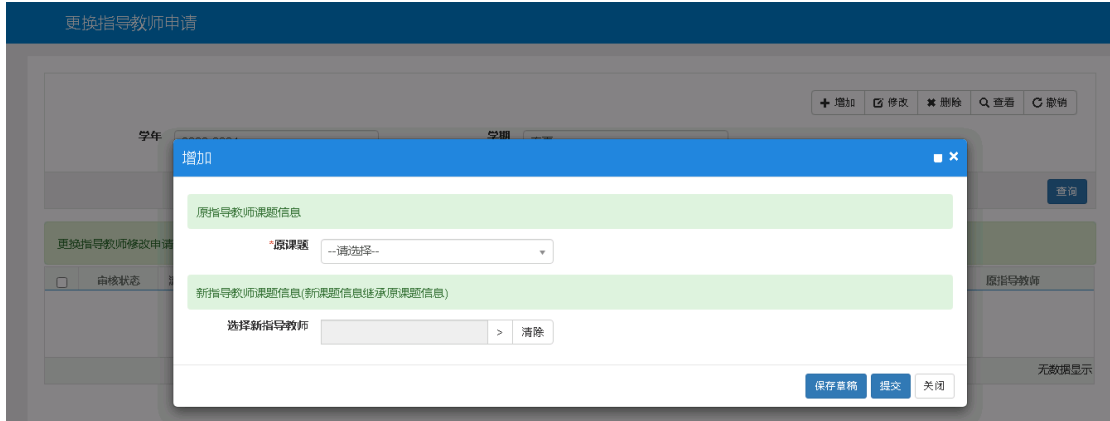 更换指导教师申请
增加 修改 删除 查看 撤销
学年 学期
增加
查询
原指导教师课题信息
更换指导教师修改申请
*原课题 --请选择--
审核状态 原指导教师
新指导教师课题信息(新课题信息继承原课题信息)
选择新指导教师 > 清除
无数据显示
保存草稿 提交 关闭